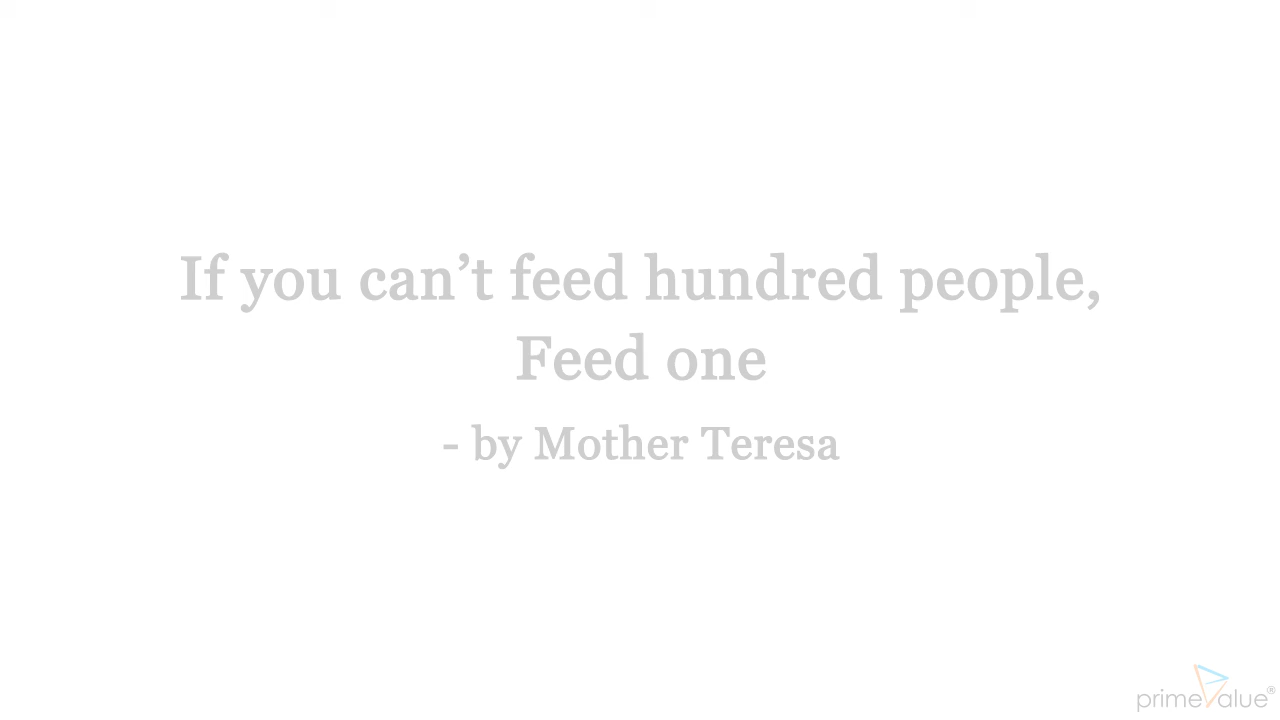 If you can’t feed hundred people,
Feed one
- by Mother Teresa
primeValue®